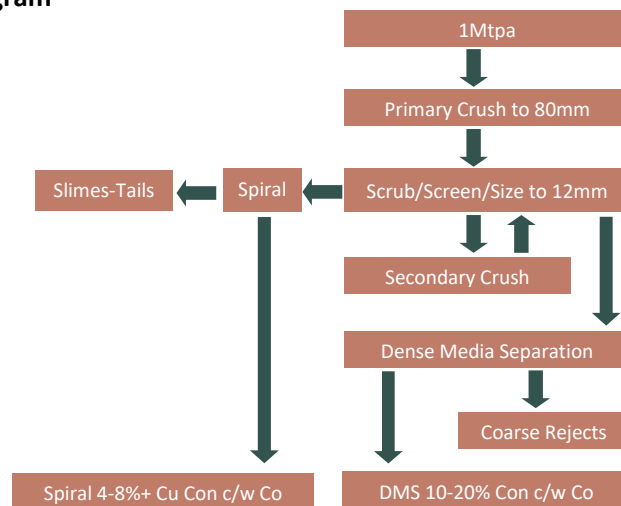 1Mtpa
Primary Crush to 80mm
Slimes-Tails
Spiral
Scrub/Screen/Size to 12mm
Secondary Crush
Dense Media Separation
Coarse Rejects
Spiral 4-8%+ Cu Con c/w Co
DMS 10-20% Con c/w Co